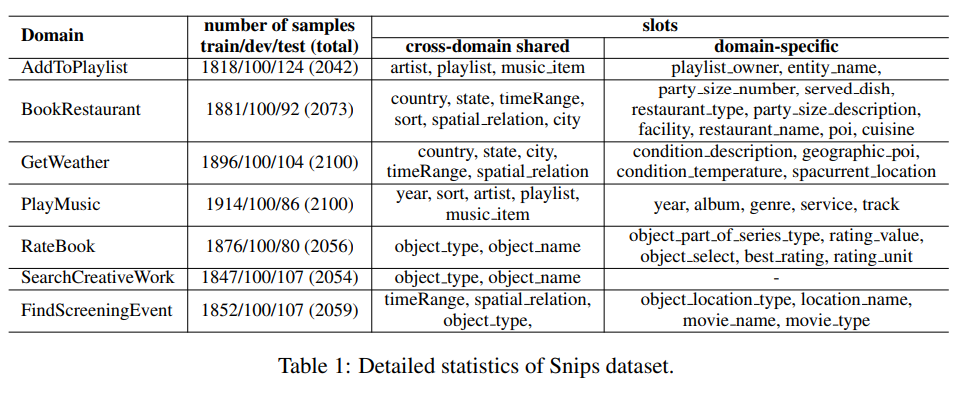 Domain number of samples train/dev/test (total) slots
cross-domain shared domain-specific
AddToPlaylist 1818/100/124 (2042) artist, playlist, music_item playlist_owner, entity_name,
BookRestaurant 1881/100/92 (2073) country, state, timeRange, sort, spatial_relation, city party_size_number, served_dish, restaurant_type, party_size_description, facility, restaurant_name, poi, cuisine
GetWeather 1896/100/104 (2100) country, state, city, timeRange, spatial_relation condition_description, geographic_poi, condition_temperature, spacurrent_location
PlayMusic 1914/100/86 (2100) year, sort, artist, playlist, music_item year, album, genre, service, track
RateBook 1876/100/80 (2056) object_type, object_name object_part_of_series_type, rating_value, object_select, best_rating, rating_unit
SearchCreativeWork 1847/100/107 (2054) object_type, object_name -
FindScreeningEvent 1852/100/107 (2059) timeRange, spatial_relation, object_type, object_location_type, location_name, movie_name, movie_type
Table 1: Detailed statistics of Snips dataset.